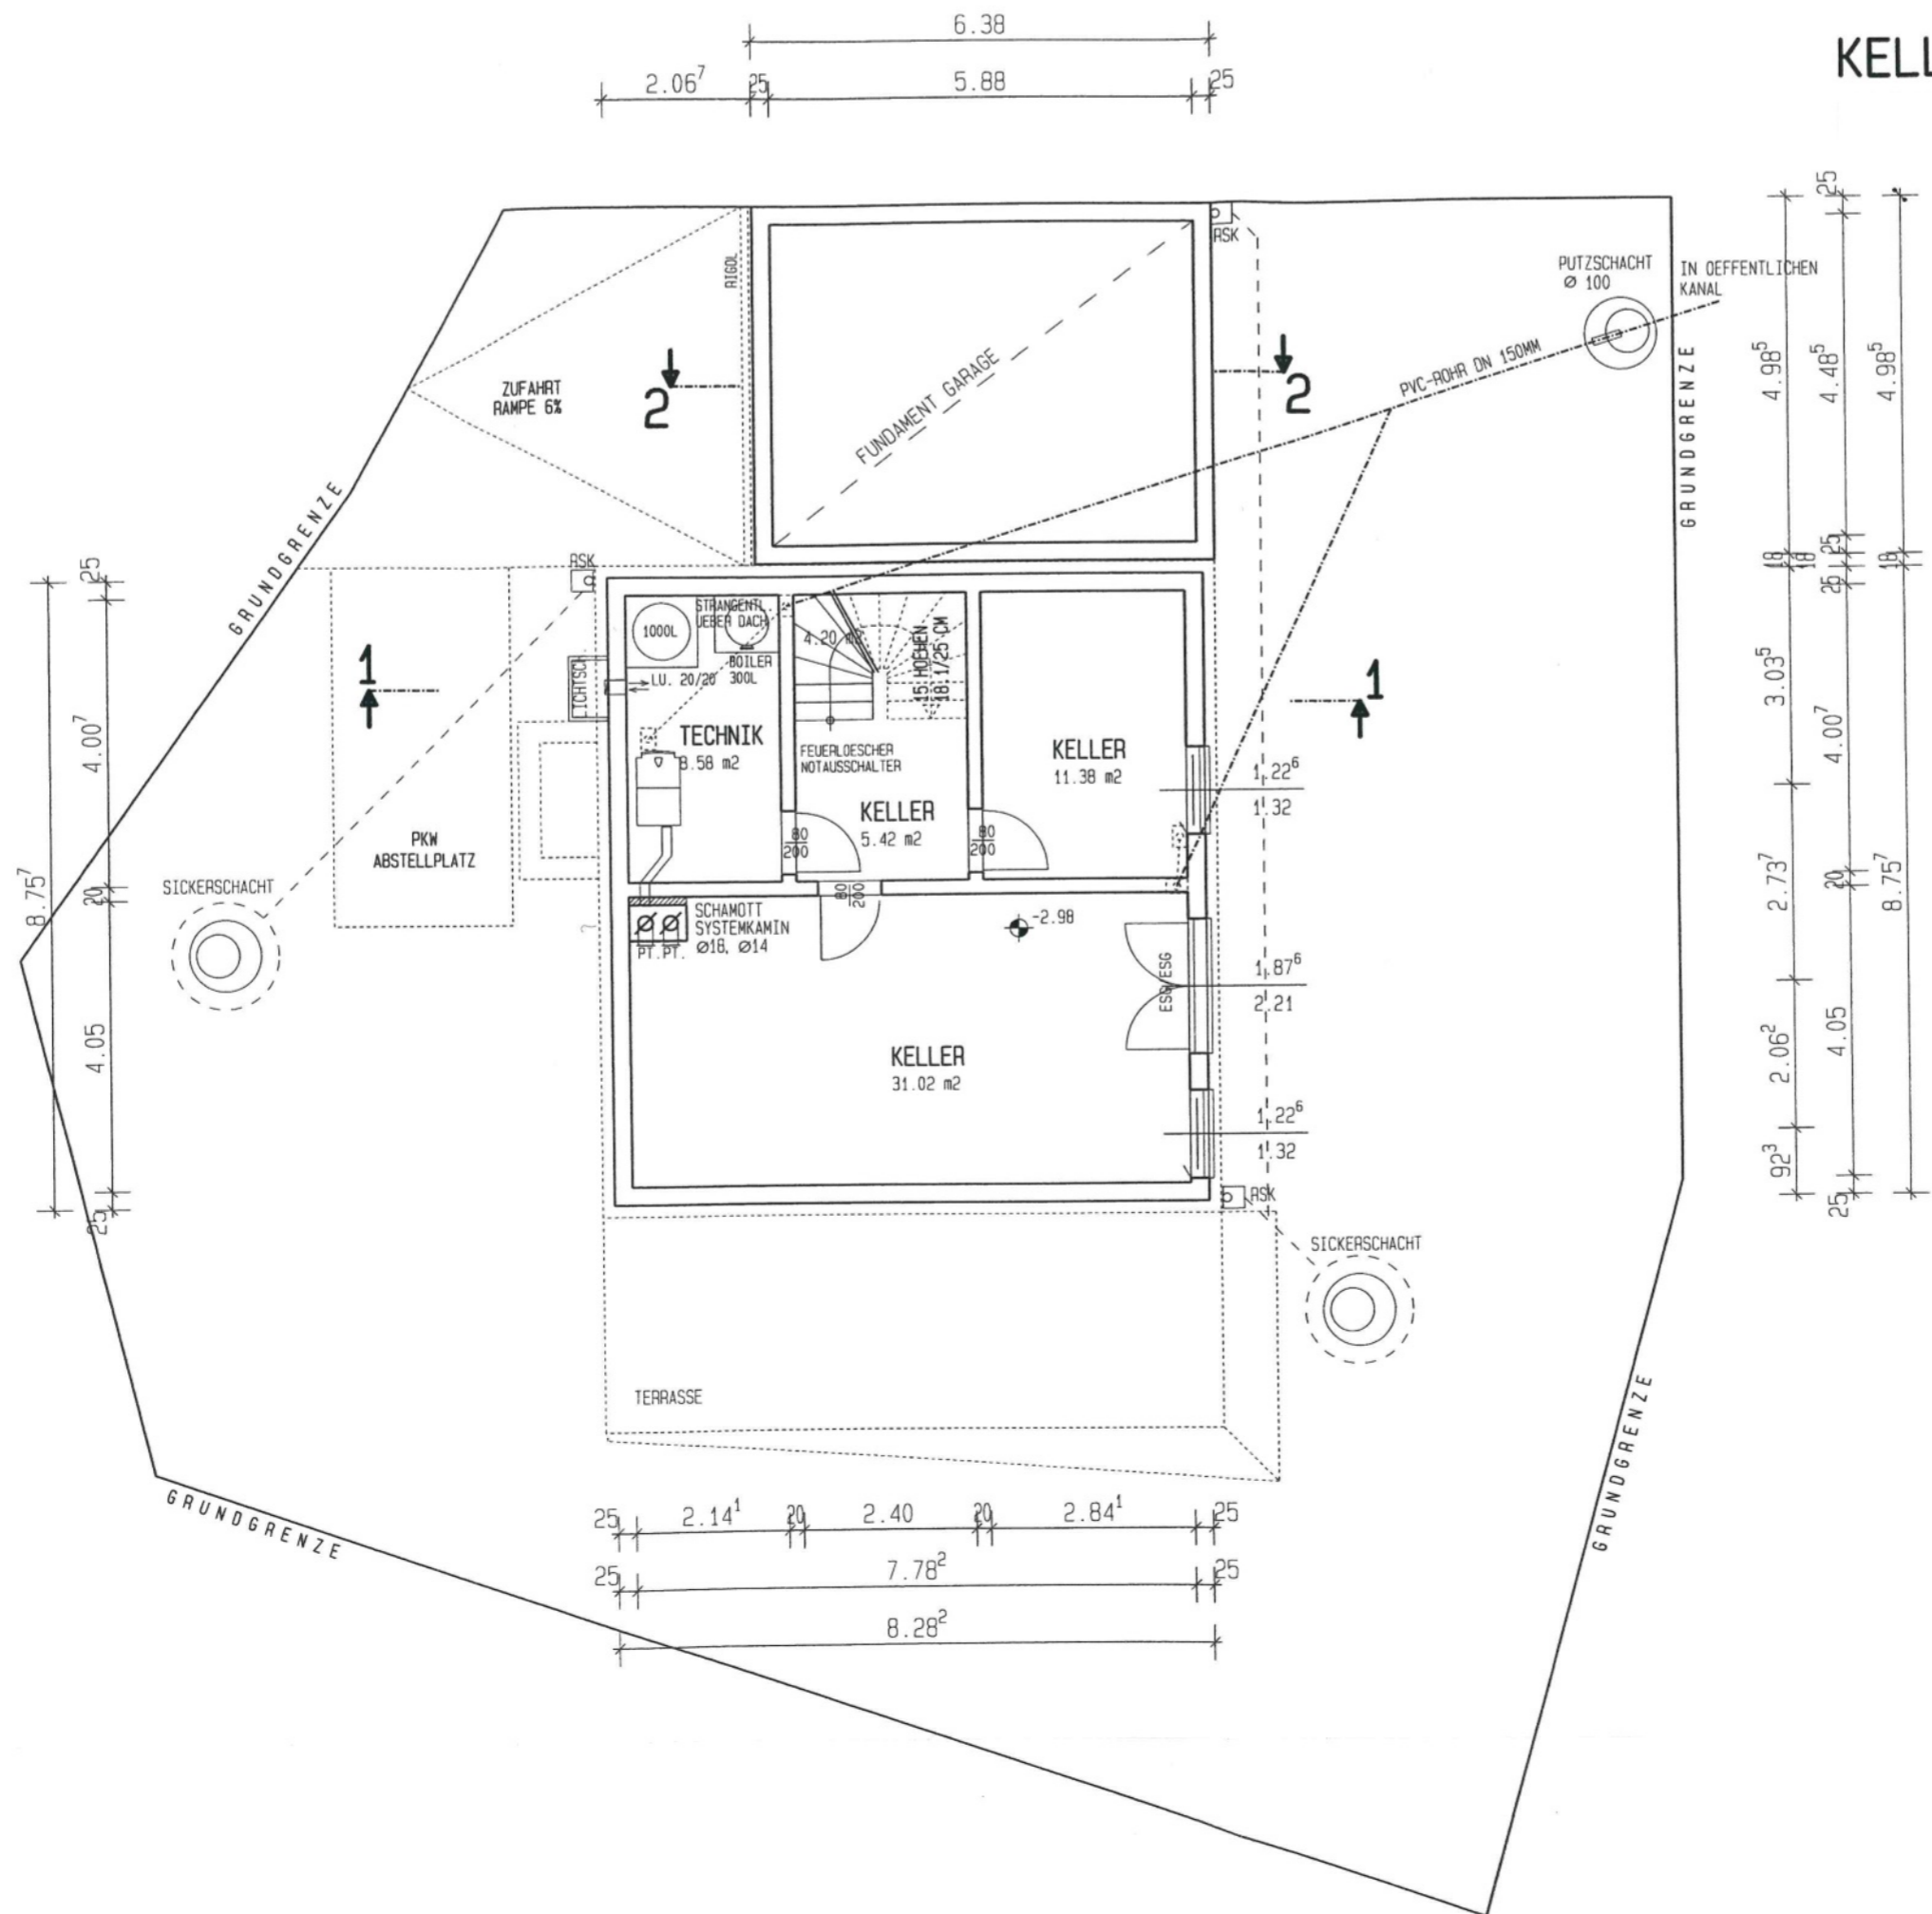 6.38
2.06⁷ 25 5.88 25
KELL
RSK
RIGOL
PUTZSCHACHT
Ø 100
IN OEFFENTLICHEN
KANAL
PVC-ROHR DN 150MM
GRUNDGRENZE
ZUFAHRT
RAMPE 6%
2
2
FUNDAMENT GARAGE
GRUNDGRENZE
RSK
1000L
STRANGENTL.
UEBER DACH
BOILER
300L
LU. 20/20
LICHTSCH.
4.20 m2
15 HOEHEN
18.1/25 CM
1
1
TECHNIK
8.58 m2
FEUERLOESCHER
NOTAUSSCHALTER
KELLER
5.42 m2
KELLER
11.38 m2
80
200
80
200
80
200
1.22⁶
1.32
PKW
ABSTELLPLATZ
SICKERSCHACHT
SCHAMOTT
SYSTEMKAMIN
Ø18, Ø14
PT. PT.
-2.98
ESG/ESG
1.87⁶
2.21
KELLER
31.02 m2
1.22⁶
1.32
RSK
SICKERSCHACHT
TERRASSE
GRUNDGRENZE
GRUNDGRENZE
25 2.14¹ 20 2.40 20 2.84¹ 25
25 7.78² 25
8.28²
8.75⁷
25 4.00⁷ 20 4.05 25
4.98⁵ 18 3.03⁵ 2.73⁷ 2.06² 92³
25 4.48⁵ 25 18 25 4.00⁷ 20 4.05 25
4.98⁵ 18 8.75⁷